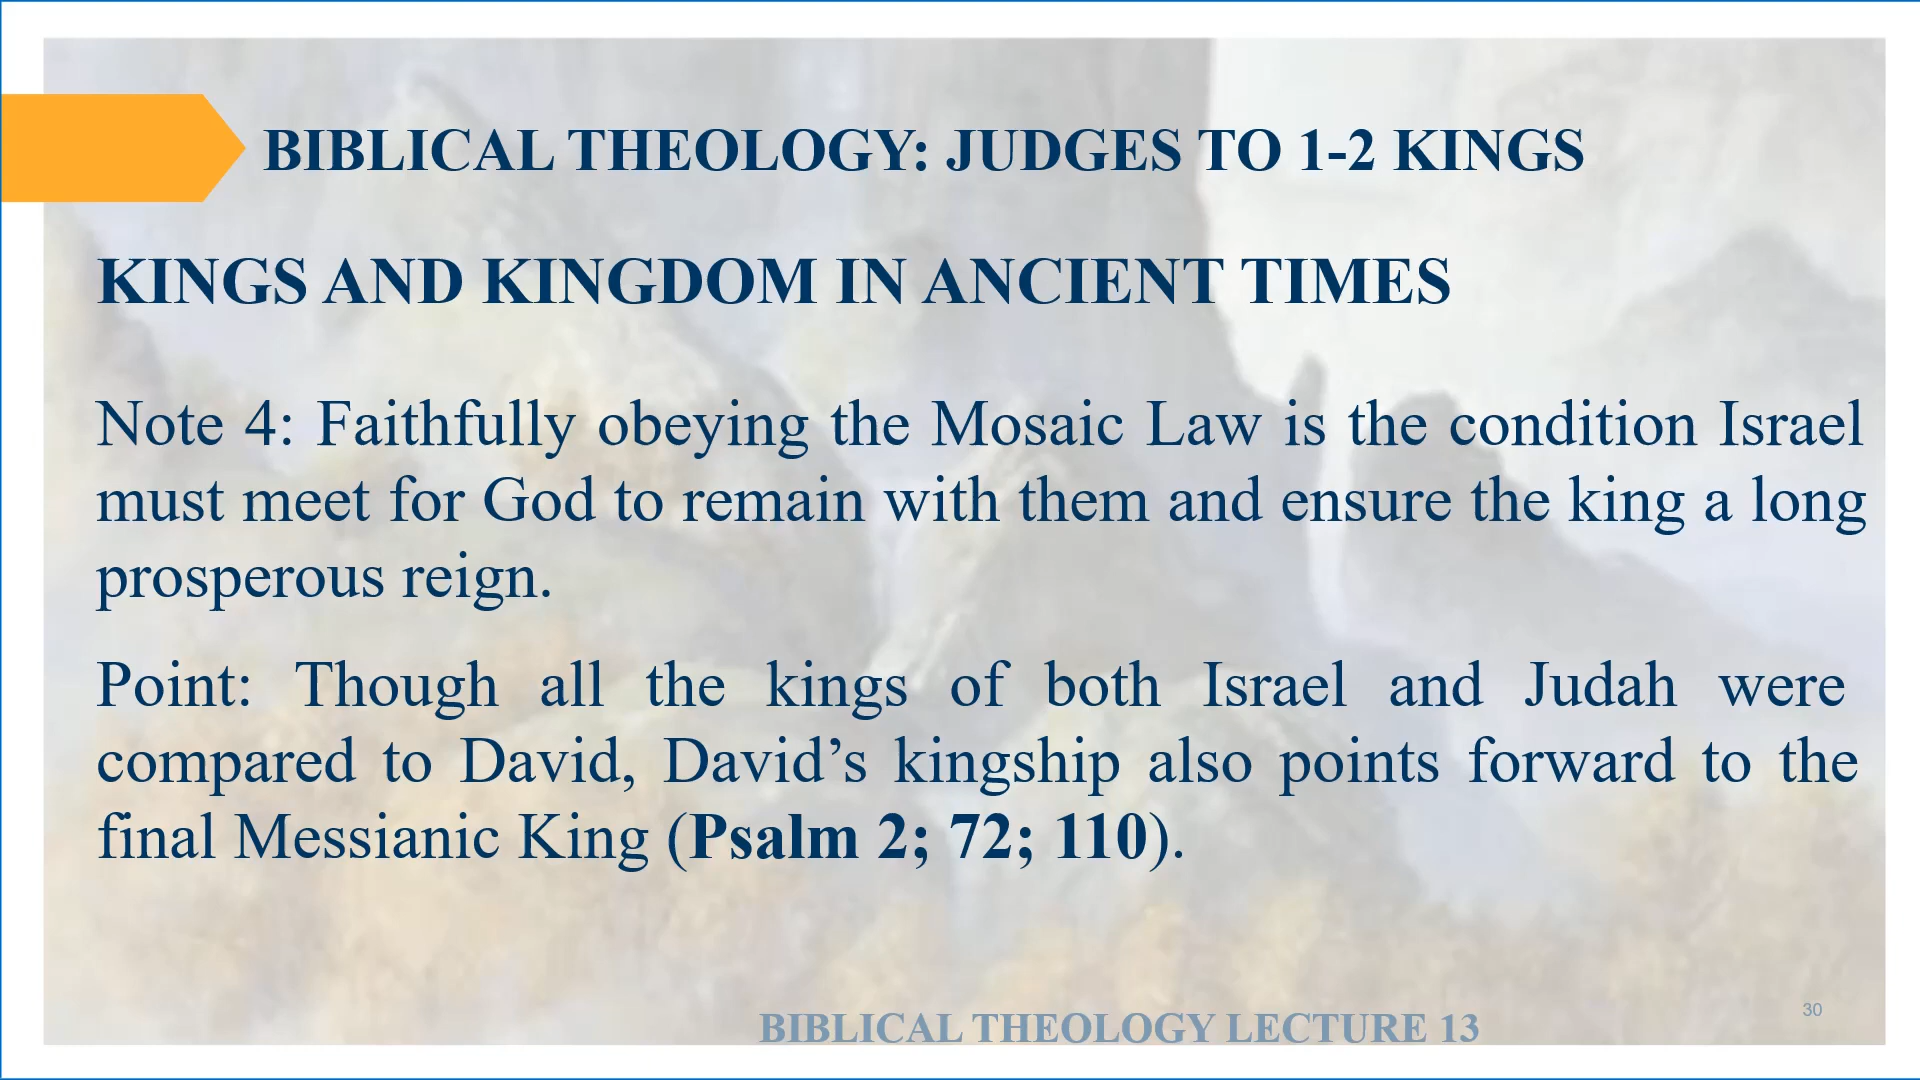 BIBLICAL THEOLOGY: JUDGES TO 1-2 KINGS
KINGS AND KINGDOM IN ANCIENT TIMES
Note 4: Faithfully obeying the Mosaic Law is the condition Israel
must meet for God to remain with them and ensure the king a long
prosperous reign.
Point: Though all the kings of both Israel and Judah were
compared to David, David’s kingship also points forward to the
final Messianic King (Psalm 2; 72; 110).
BIBLICAL THEOLOGY LECTURE 13
30